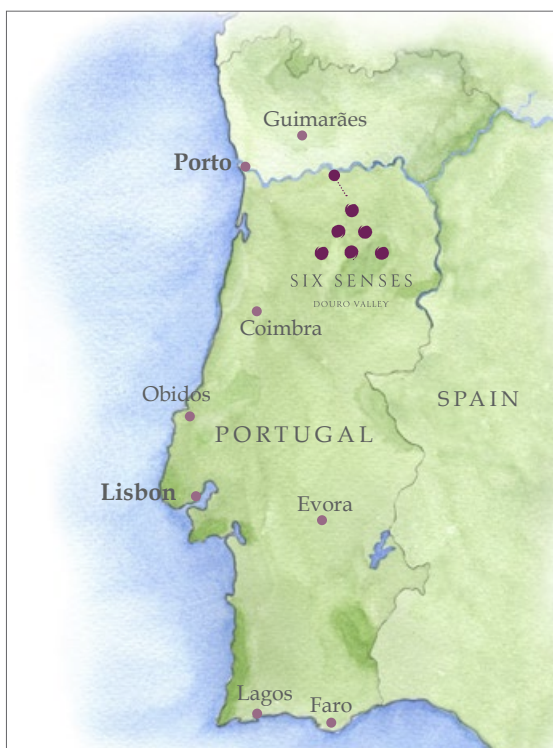 Guimarães
Porto
SIX SENSES
DOURO VALLEY
Coimbra
Obidos
SPAIN
PORTUGAL
Lisbon
Evora
Lagos
Faro